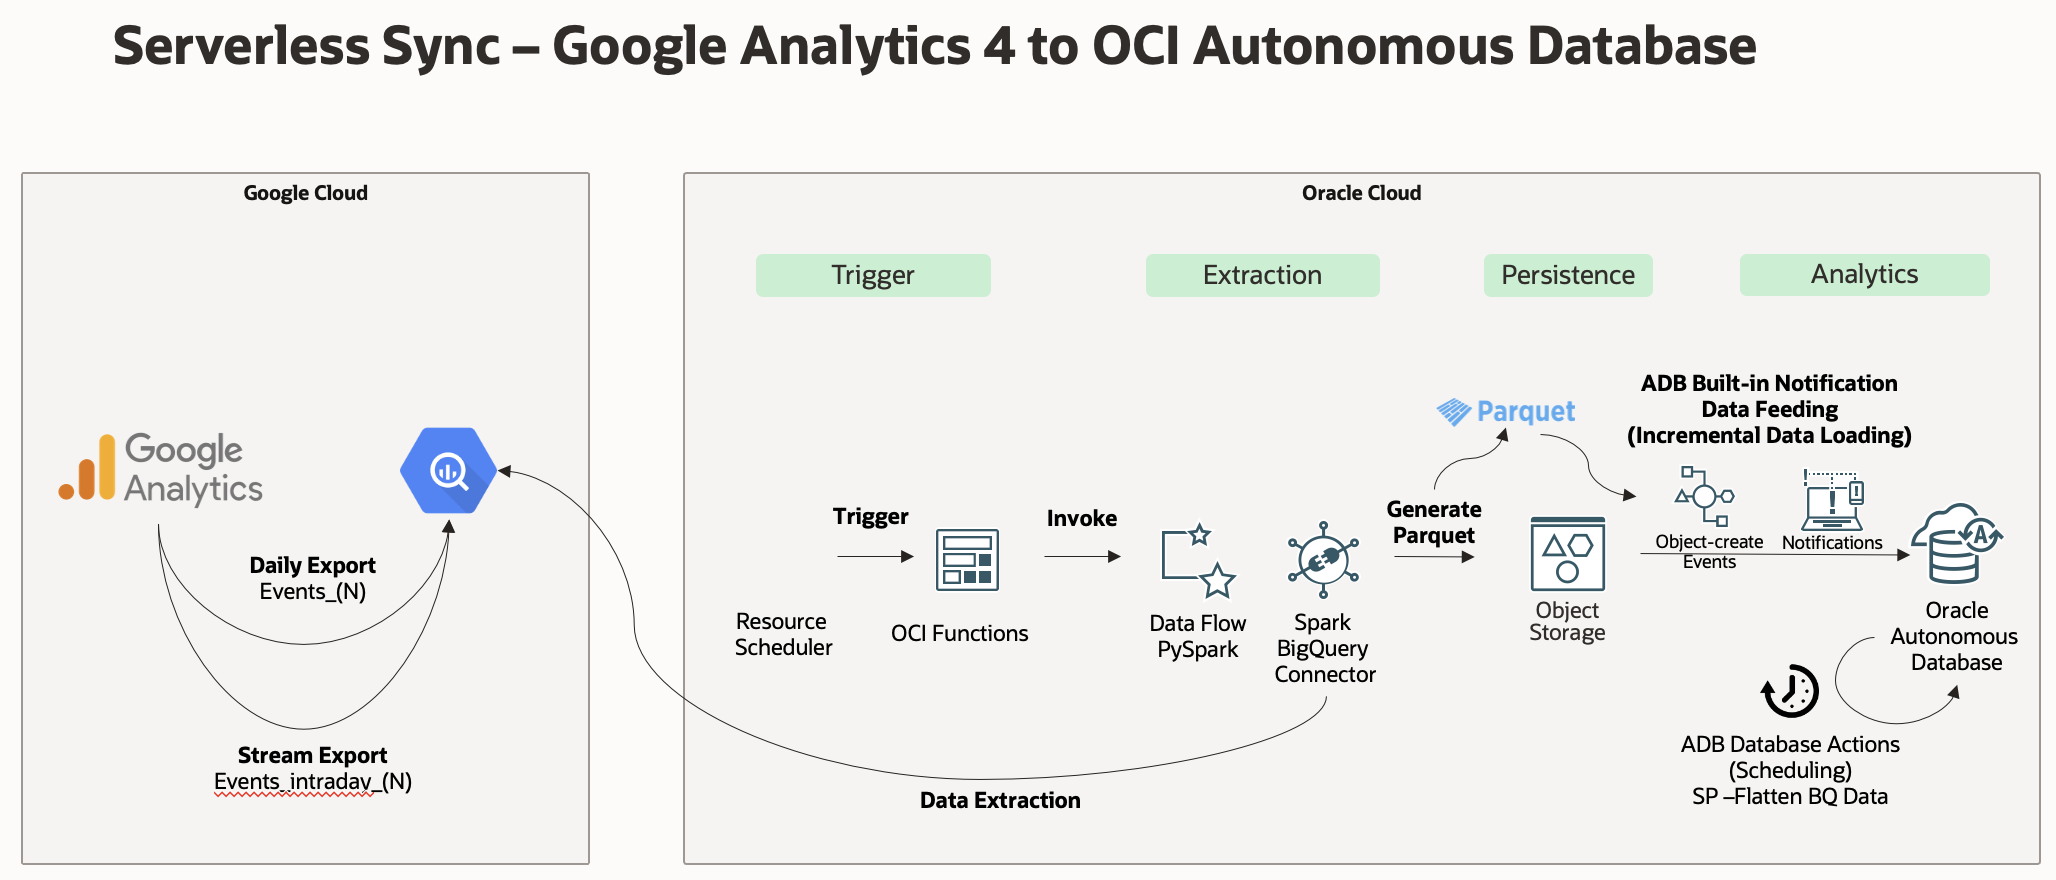 Serverless Sync – Google Analytics 4 to OCI Autonomous Database
Google Cloud
Google
Analytics
Daily Export
Events_(N)
Stream Export
Events_intraday_(N)
Oracle Cloud
Trigger
Extraction
Persistence
Analytics
Trigger
Resource
Scheduler
OCI Functions
Invoke
Data Flow
PySpark
Spark
BigQuery
Connector
Data Extraction
Generate
Parquet
Parquet
Object
Storage
ADB Built-in Notification
Data Feeding
(Incremental Data Loading)
Object-create
Events
Notifications
A
Oracle
Autonomous
Database
ADB Database Actions
(Scheduling)
SP –Flatten BQ Data